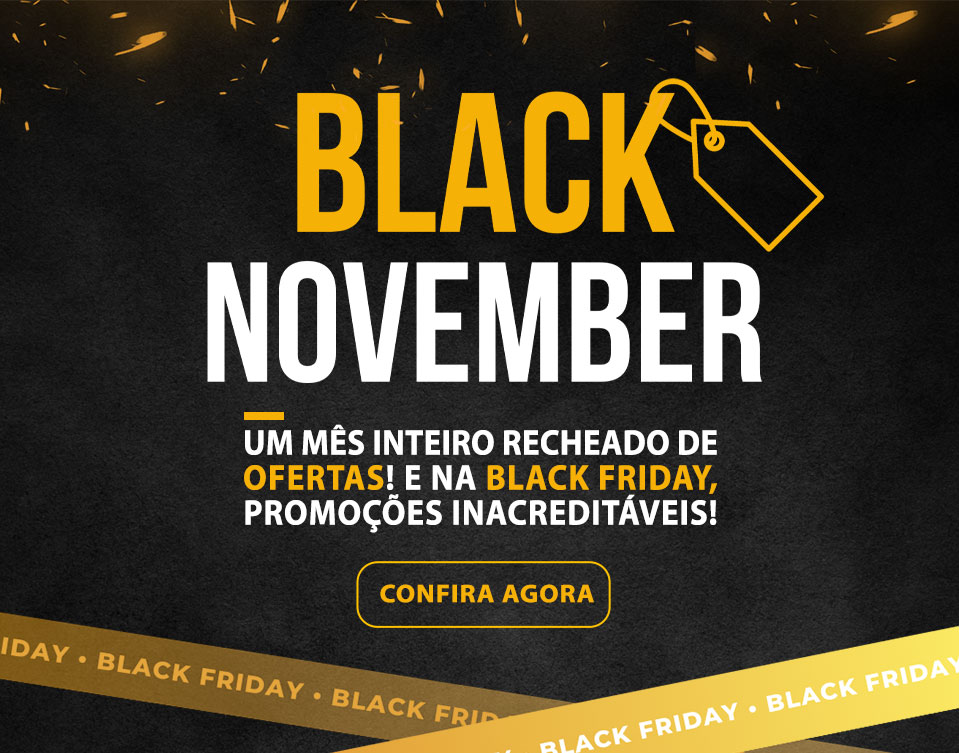 BLACK
NOVEMBER
UM MÊS INTEIRO RECHEADO DE
OFERTAS! E NA BLACK FRIDAY,
PROMOÇÕES INACREDITÁVEIS!
CONFIRA AGORA
IDAY • BLACK FRIDAY • BLACK FRID
• BLACK FRIDAY • BLACK FRIDAY